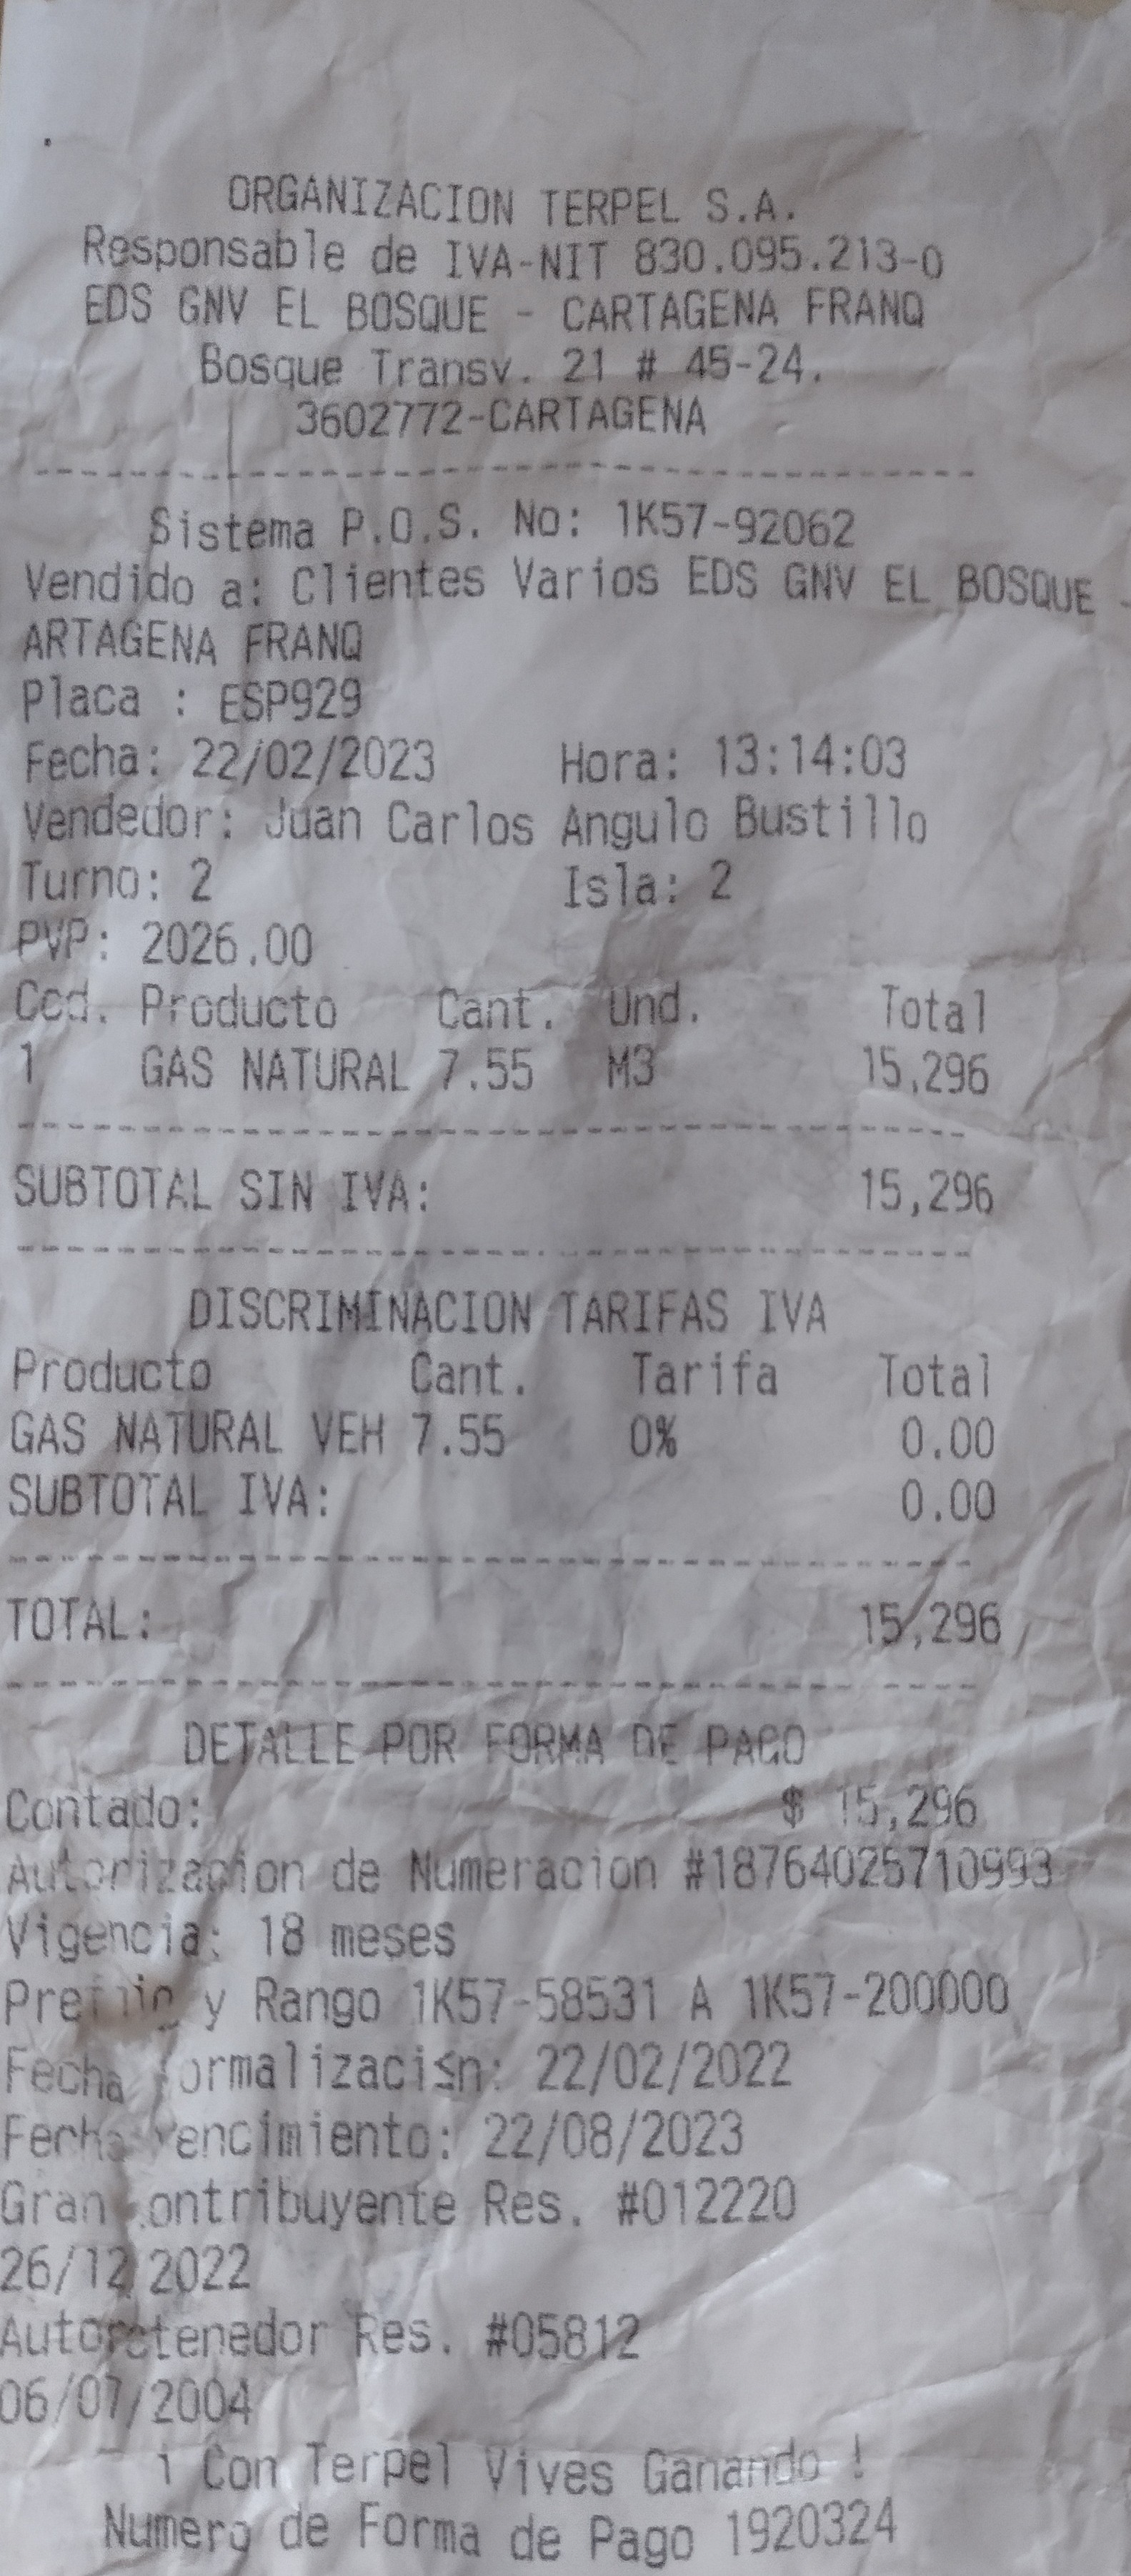 ORGANIZACION TERPEL S.A.
Responsable de IVA-NIT 830.095.213-0
EDS GNV EL BOSQUE - CARTAGENA FRANQ
Bosque Transv. 21 # 45-24.
3602772-CARTAGENA
Sistema P.O.S. No: 1K57-92062
Vendido a: Clientes Varios EDS GNV EL BOSQUE -
ARTAGENA FRANQ
Placa : ESP929
Fecha: 22/02/2023 Hora: 13:14:03
Vendedor: Juan Carlos Angulo Bustillo
Turno: 2 Isla: 2
PVP: 2026.00
Cod. Producto Cant. Und. Total
1 GAS NATURAL 7.55 M3 15,296
SUBTOTAL SIN IVA: 15,296
DISCRIMINACION TARIFAS IVA
Producto Cant. Tarifa Total
GAS NATURAL VEH 7.55 0% 0.00
SUBTOTAL IVA: 0.00
TOTAL: 15,296
DETALLE POR FORMA DE PAGO
Contado: $ 15,296
Autorizacion de Numeracion #18764025710993
Vigencia: 18 meses
Prefijo y Rango 1K57-58531 A 1K57-200000
Fecha formalizaci≤n: 22/02/2022
Fecha vencimiento: 22/08/2023
Gran contribuyente Res. #012220
26/12/2022
Autoretenedor Res. #05812
06/07/2004
¡ Con Terpel Vives Ganando !
Numero de Forma de Pago 1920324